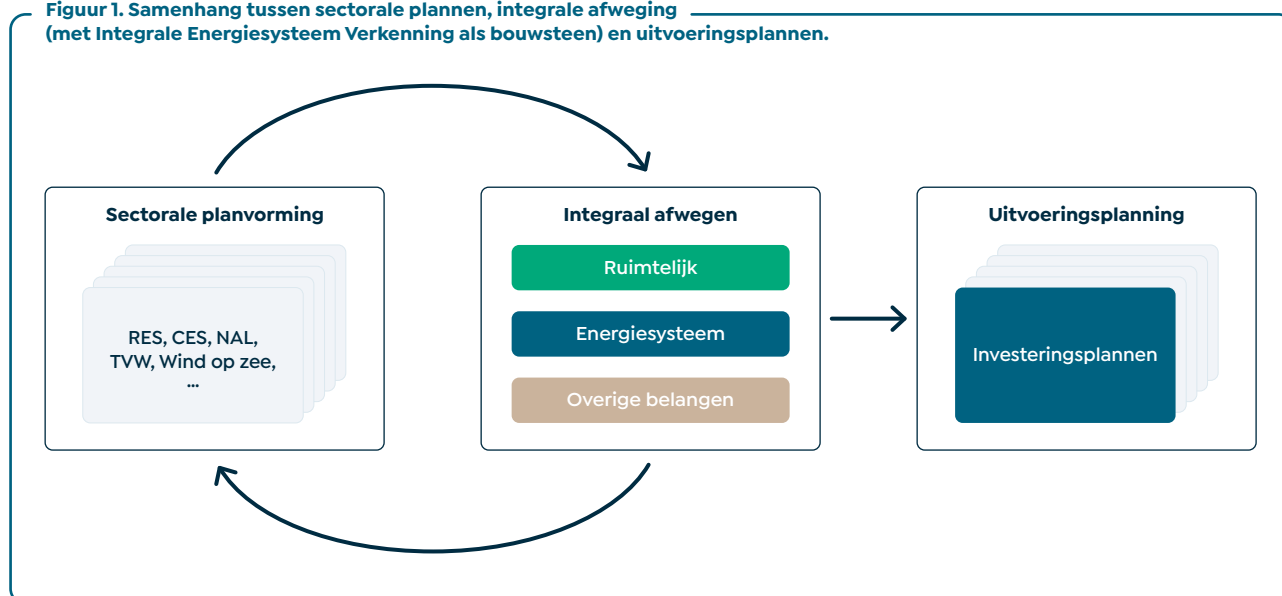 Figuur 1. Samenhang tussen sectorale plannen, integrale afweging
(met Integrale Energiesysteem Verkenning als bouwsteen) en uitvoeringsplannen.
Sectorale planvorming
RES, CES, NAL,
TVW, Wind op zee,
...
Integraal afwegen
Ruimtelijk
Energiesysteem
Overige belangen
Uitvoeringsplanning
Investeringsplannen